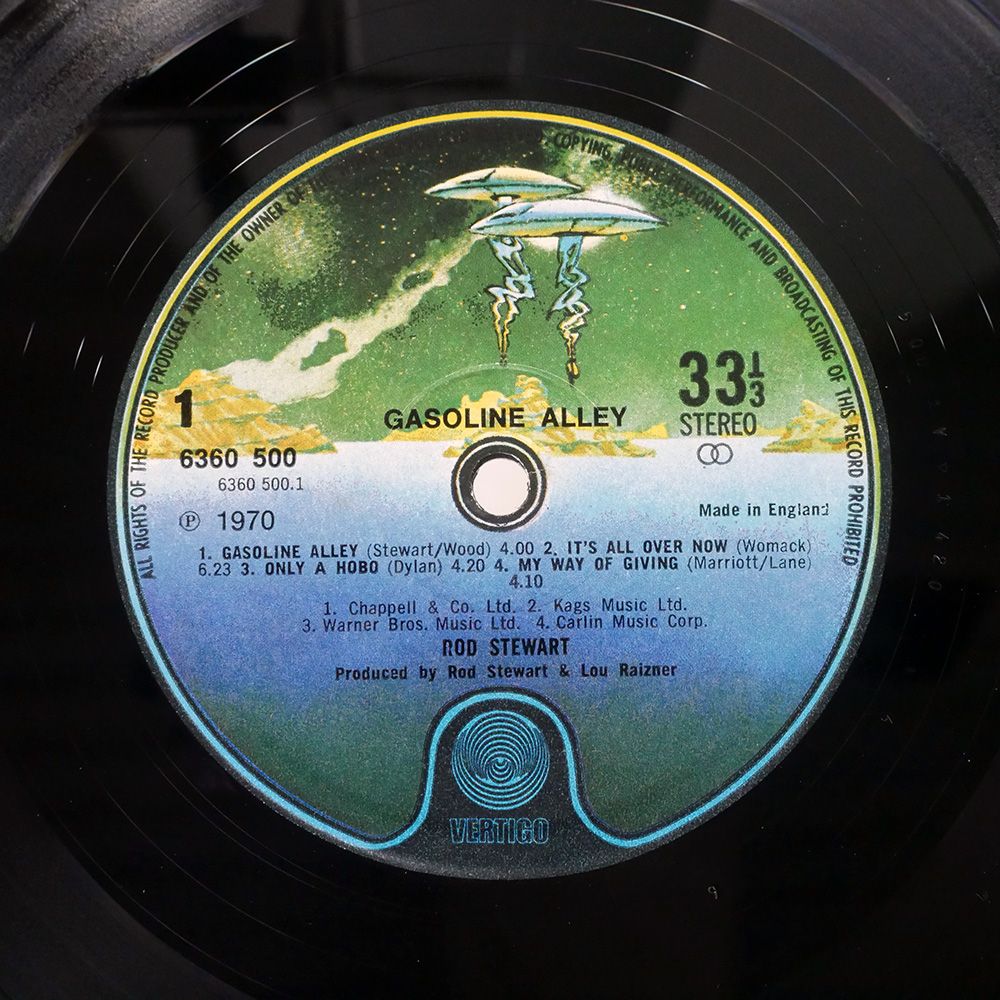 ALL RIGHTS OF THE RECORD PRODUCER AND OF THE OWNER OF
COPYING, PUBLIC PERFORMANCE AND BROADCASTING OF THIS RECORD PROHIBITED
1
33 1/3
STEREO
GASOLINE ALLEY
6360 500
6360 500.1
℗ 1970
Made in England
1. GASOLINE ALLEY (Stewart/Wood) 4.00 2. IT'S ALL OVER NOW (Womack)
6.23 3. ONLY A HOBO (Dylan) 4.20 4. MY WAY OF GIVING (Marriott/Lane)
4.10
1. Chappell & Co. Ltd. 2. Kags Music Ltd.
3. Warner Bros. Music Ltd. 4. Carlin Music Corp.
ROD STEWART
Produced by Rod Stewart & Lou Raizner
VERTIGO